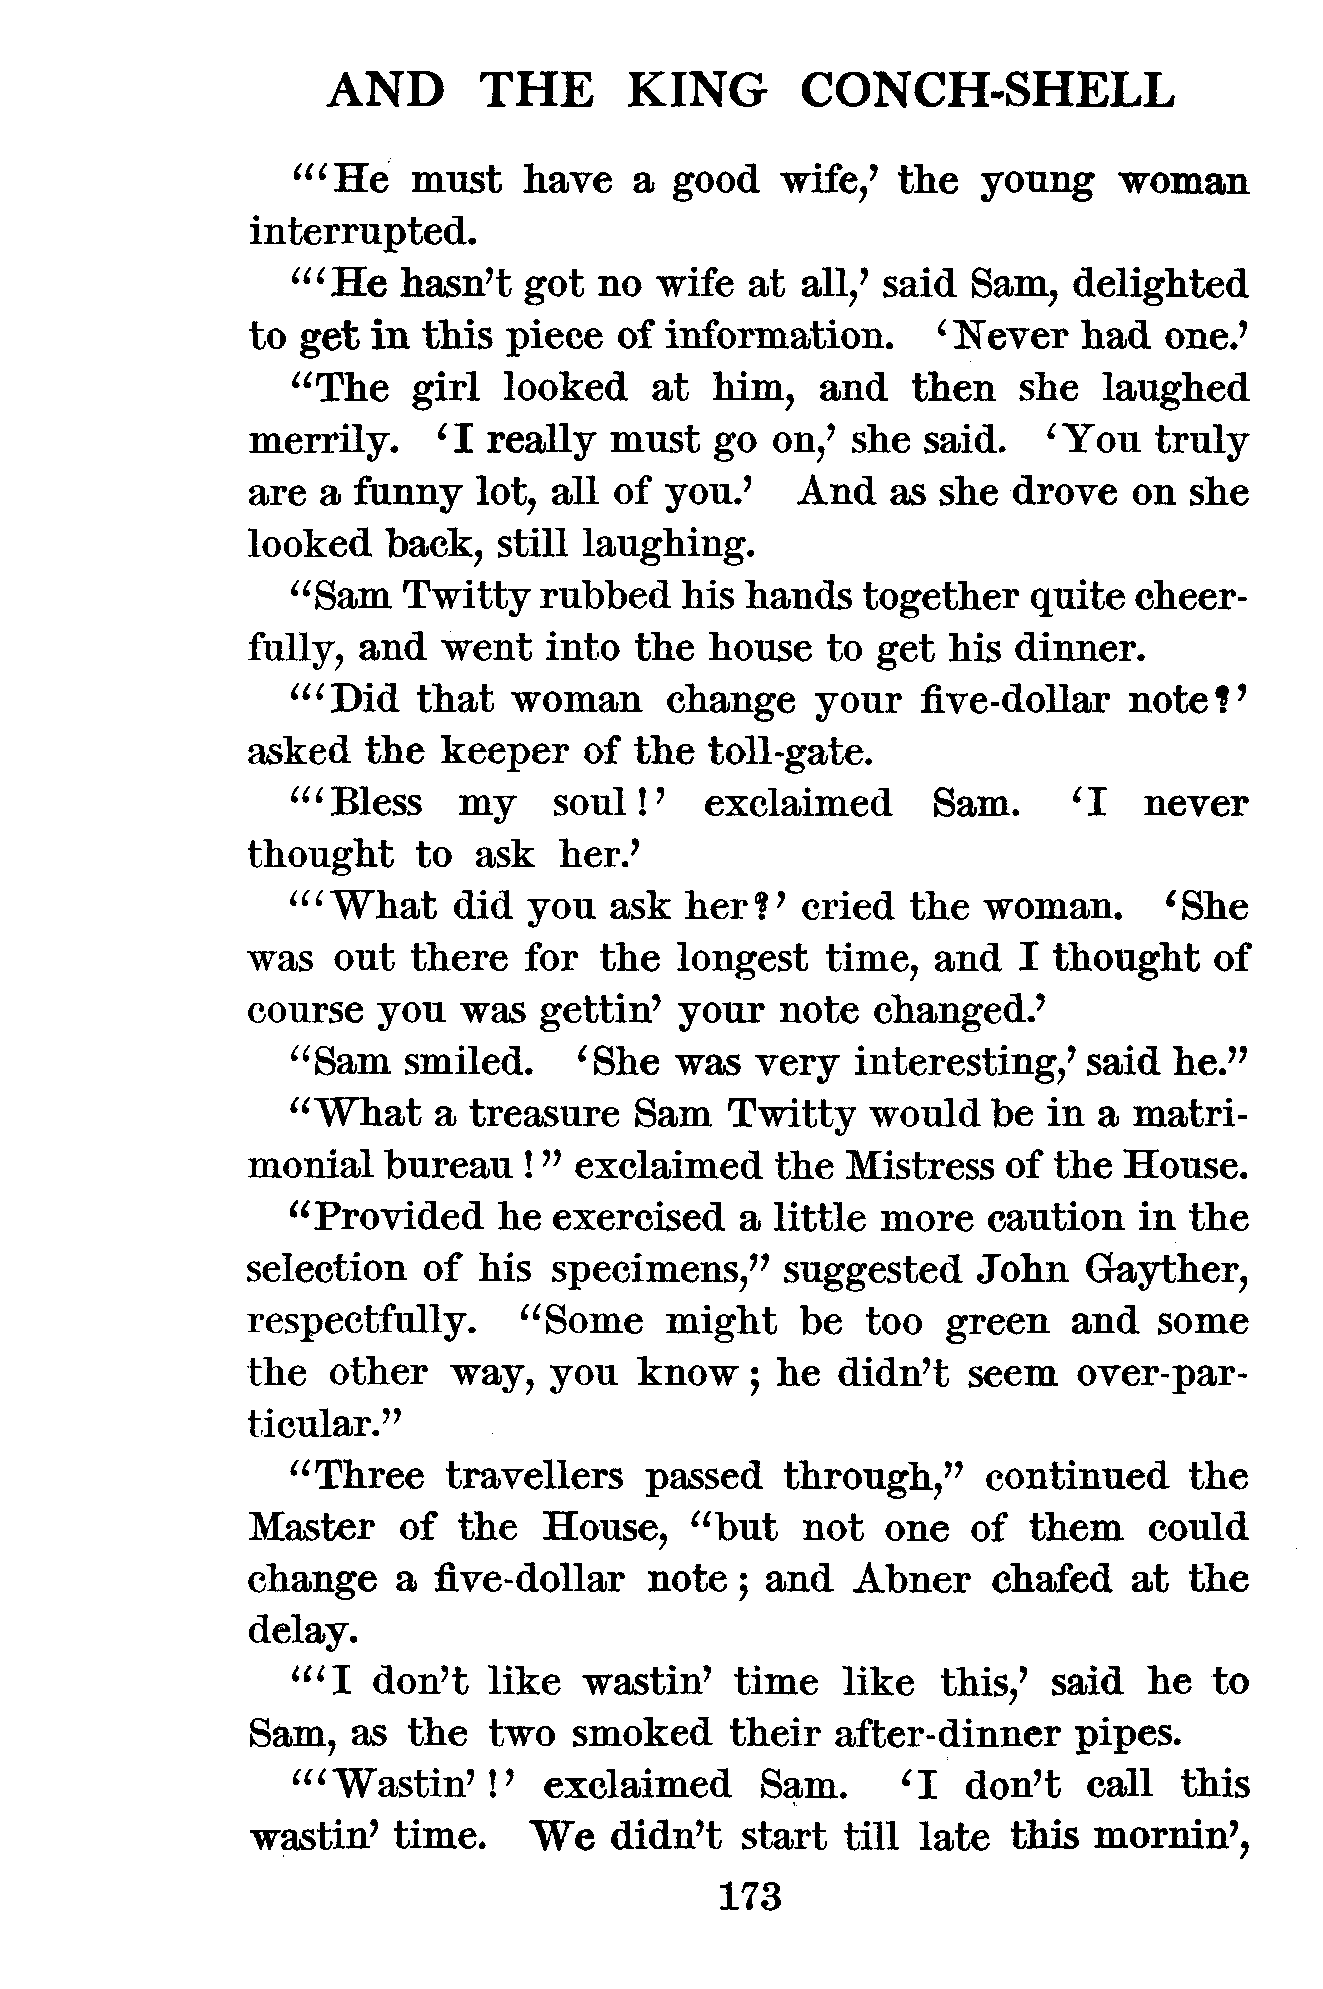 AND THE KING CONCH-SHELL
"'He must have a good wife,' the young woman
interrupted.
"'He hasn't got no wife at all,' said Sam, delighted
to get in this piece of information. 'Never had one.'
"The girl looked at him, and then she laughed
merrily. 'I really must go on,' she said. 'You truly
are a funny lot, all of you.' And as she drove on she
looked back, still laughing.
"Sam Twitty rubbed his hands together quite cheer-
fully, and went into the house to get his dinner.
"'Did that woman change your five-dollar note?'
asked the keeper of the toll-gate.
"'Bless my soul!' exclaimed Sam. 'I never
thought to ask her.'
"'What did you ask her?' cried the woman. 'She
was out there for the longest time, and I thought of
course you was gettin' your note changed.'
"Sam smiled. 'She was very interesting,' said he."
"What a treasure Sam Twitty would be in a matri-
monial bureau!" exclaimed the Mistress of the House.
"Provided he exercised a little more caution in the
selection of his specimens," suggested John Gayther,
respectfully. "Some might be too green and some
the other way, you know; he didn't seem over-par-
ticular."
"Three travellers passed through," continued the
Master of the House, "but not one of them could
change a five-dollar note; and Abner chafed at the
delay.
"'I don't like wastin' time like this,' said he to
Sam, as the two smoked their after-dinner pipes.
"'Wastin'!' exclaimed Sam. 'I don't call this
wastin' time. We didn't start till late this mornin',
173